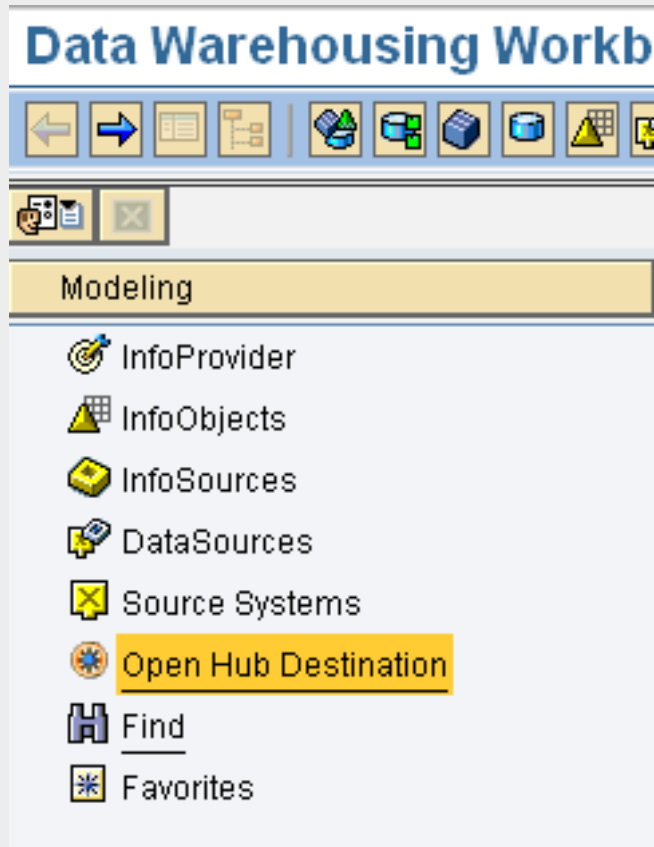 Data Warehousing Workb
Modeling
InfoProvider
InfoObjects
InfoSources
DataSources
Source Systems
Open Hub Destination
Find
Favorites